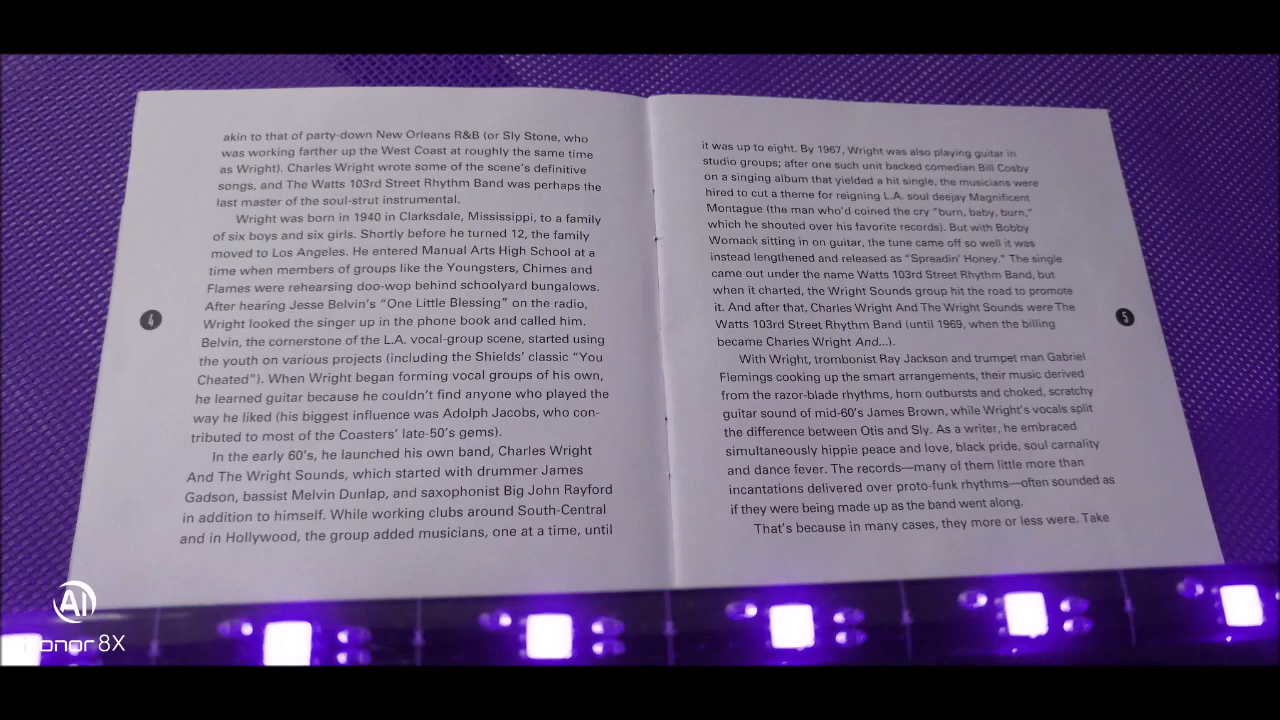 akin to that of party-down New Orleans R&B (or Sly Stone, who
was working farther up the West Coast at roughly the same time
as Wright). Charles Wright wrote some of the scene's definitive
songs, and The Watts 103rd Street Rhythm Band was perhaps the
last master of the soul-strut instrumental.
Wright was born in 1940 in Clarksdale, Mississippi, to a family
of six boys and six girls. Shortly before he turned 12, the family
moved to Los Angeles. He entered Manual Arts High School at a
time when members of groups like the Youngsters, Chimes and
Flames were rehearsing doo-wop behind schoolyard bungalows.
After hearing Jesse Belvin's "One Little Blessing" on the radio,
Wright looked the singer up in the phone book and called him.
Belvin, the cornerstone of the L.A. vocal-group scene, started using
the youth on various projects (including the Shields' classic "You
Cheated"). When Wright began forming vocal groups of his own,
he learned guitar because he couldn't find anyone who played the
way he liked (his biggest influence was Adolph Jacobs, who con-
tributed to most of the Coasters' late-50's gems).
In the early 60's, he launched his own band, Charles Wright
And The Wright Sounds, which started with drummer James
Gadson, bassist Melvin Dunlap, and saxophonist Big John Rayford
in addition to himself. While working clubs around South-Central
and in Hollywood, the group added musicians, one at a time, until
4
it was up to eight. By 1967, Wright was also playing guitar in
studio groups; after one such unit backed comedian Bill Cosby
on a singing album that yielded a hit single, the musicians were
hired to cut a theme for reigning L.A. soul deejay Magnificent
Montague (the man who'd coined the cry "burn, baby, burn,"
which he shouted over his favorite records). But with Bobby
Womack sitting in on guitar, the tune came off so well it was
instead lengthened and released as "Spreadin' Honey." The single
came out under the name Watts 103rd Street Rhythm Band, but
when it charted, the Wright Sounds group hit the road to promote
it. And after that, Charles Wright And The Wright Sounds were The
Watts 103rd Street Rhythm Band (until 1969, when the billing
became Charles Wright And...).
With Wright, trombonist Ray Jackson and trumpet man Gabriel
Flemings cooking up the smart arrangements, their music derived
from the razor-blade rhythms, horn outbursts and choked, scratchy
guitar sound of mid-60's James Brown, while Wright's vocals split
the difference between Otis and Sly. As a writer, he embraced
simultaneously hippie peace and love, black pride, soul carnality
and dance fever. The records—many of them little more than
incantations delivered over proto-funk rhythms—often sounded as
if they were being made up as the band went along.
That's because in many cases, they more or less were. Take
5
AI
honor 8X